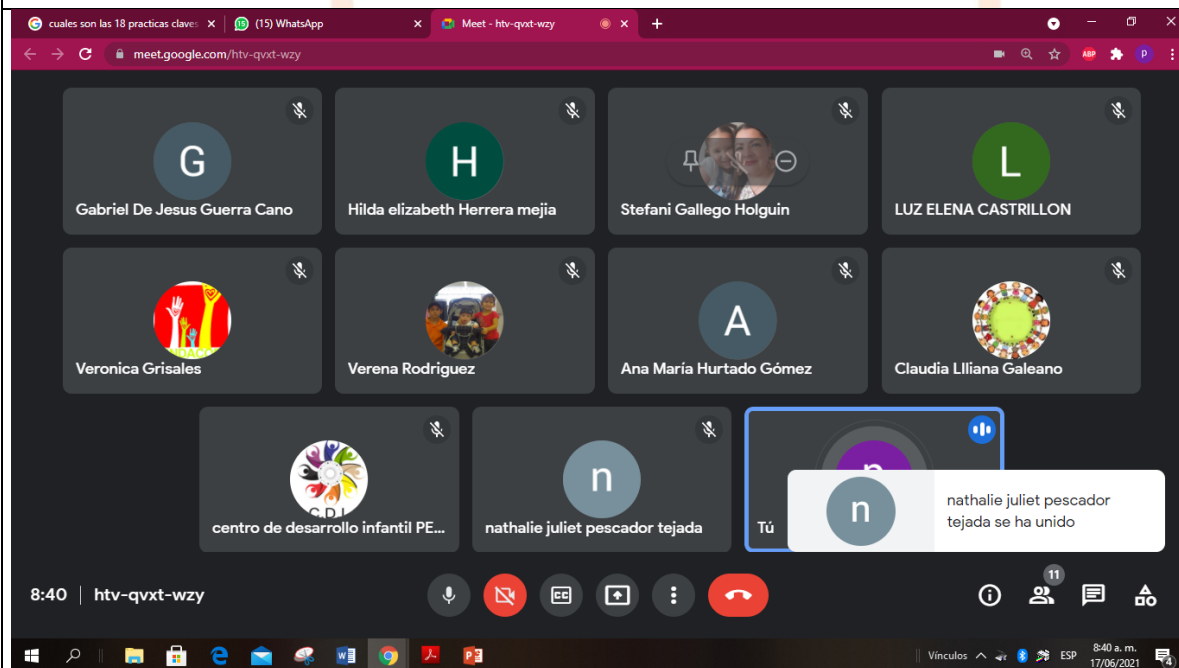 cuales son las 18 practicas claves
(15) WhatsApp
Meet - htv-qvxt-wzy
meet.google.com/htv-qvxt-wzy
ABP
P
G
Gabriel De Jesus Guerra Cano
H
Hilda elizabeth Herrera mejia
Stefani Gallego Holguin
L
LUZ ELENA CASTRILLON
Veronica Grisales
Verena Rodriguez
A
Ana María Hurtado Gómez
Claudia LIliana Galeano
C.D.I.
centro de desarrollo infantil PE...
n
nathalie juliet pescador tejada
n
Tú
n
nathalie juliet pescador
tejada se ha unido
8:40 | htv-qvxt-wzy
CC
11
Vínculos
ESP
8:40 a. m.
17/06/2021
4